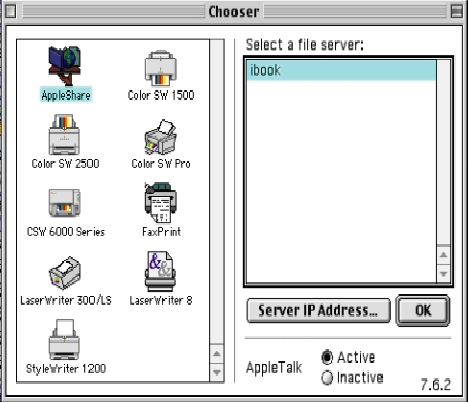 Chooser
Select a file server:
ibook
AppleShare
Color SW 1500
Color SW 2500
Color SW Pro
CSW 6000 Series
FaxPrint
LaserWriter 300/LS
LaserWriter 8
StyleWriter 1200
Server IP Address...
OK
AppleTalk
Active
Inactive
7.6.2